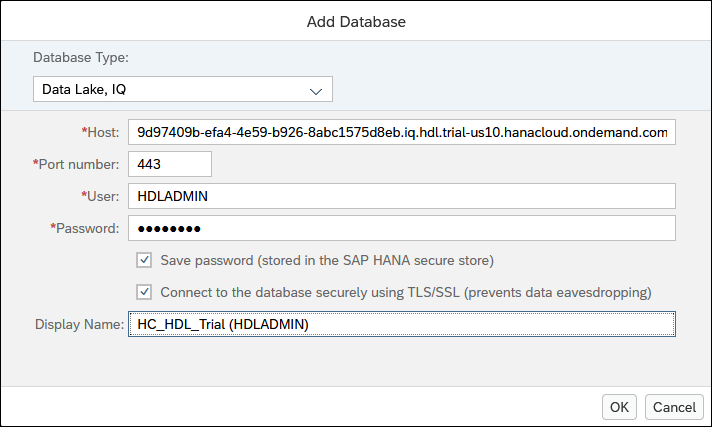 Add Database
Database Type:
Data Lake, IQ
*Host: 9d97409b-efa4-4e59-b926-8abc1575d8eb.iq.hdl.trial-us10.hanacloud.ondemand.com
*Port number: 443
*User: HDLADMIN
*Password: ●●●●●●●●
Save password (stored in the SAP HANA secure store)
Connect to the database securely using TLS/SSL (prevents data eavesdropping)
Display Name: HC_HDL_Trial (HDLADMIN)
OK Cancel